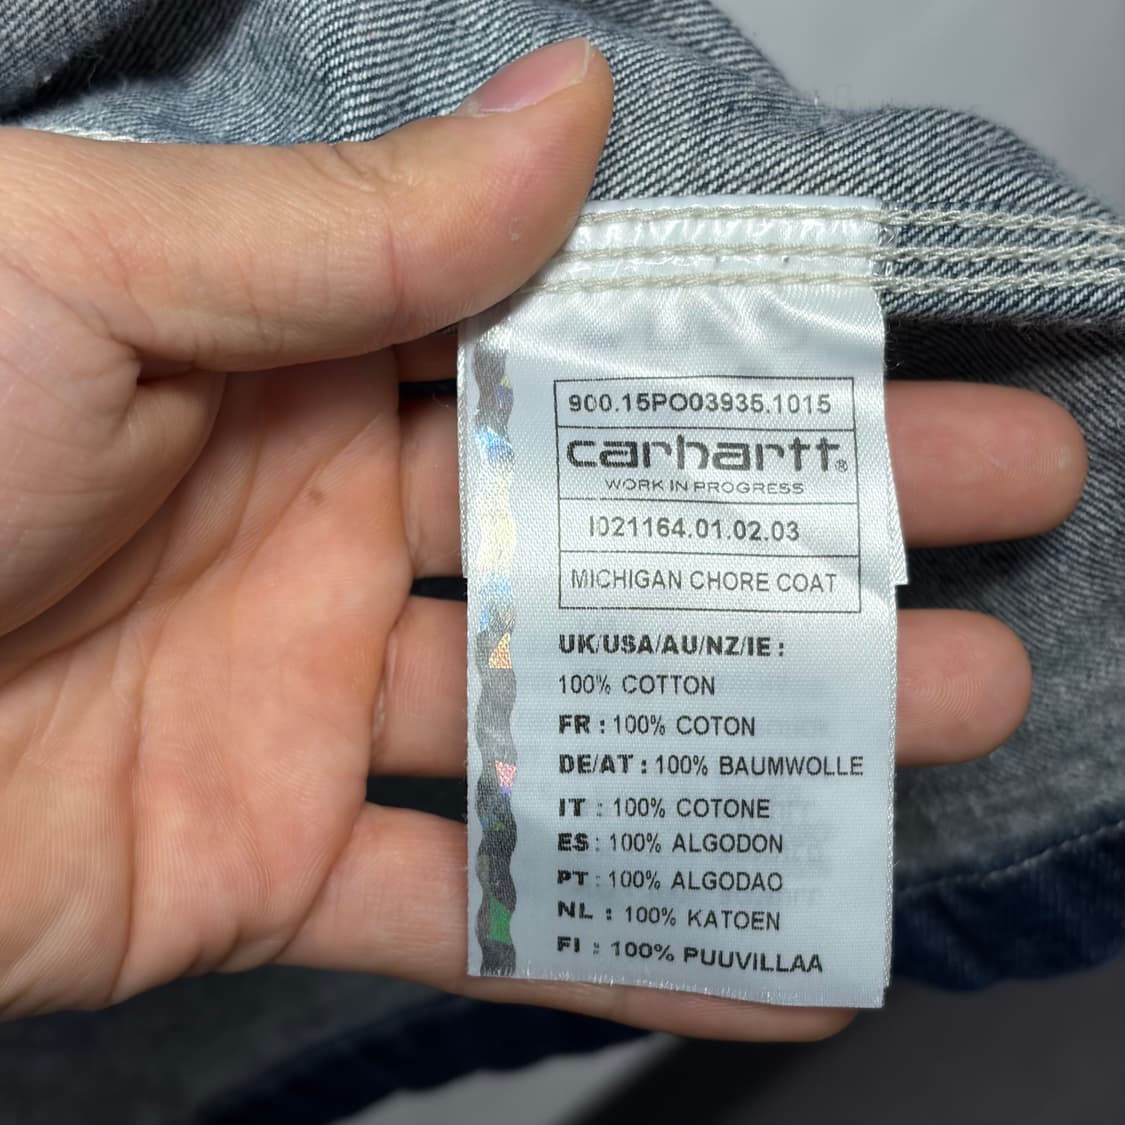 900.15PO03935.1015
carhartt®
WORK IN PROGRESS
I021164.01.02.03
MICHIGAN CHORE COAT
UK/USA/AU/NZ/IE :
100% COTTON
FR : 100% COTON
DE/AT : 100% BAUMWOLLE
IT : 100% COTONE
ES : 100% ALGODON
PT : 100% ALGODAO
NL : 100% KATOEN
FI : 100% PUUVILLAA